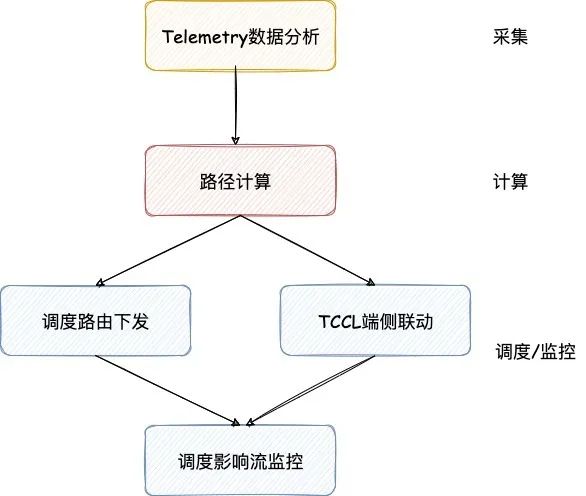 Telemetry数据分析
采集
路径计算
计算
调度路由下发
TCCL端侧联动
调度/监控
调度影响流监控